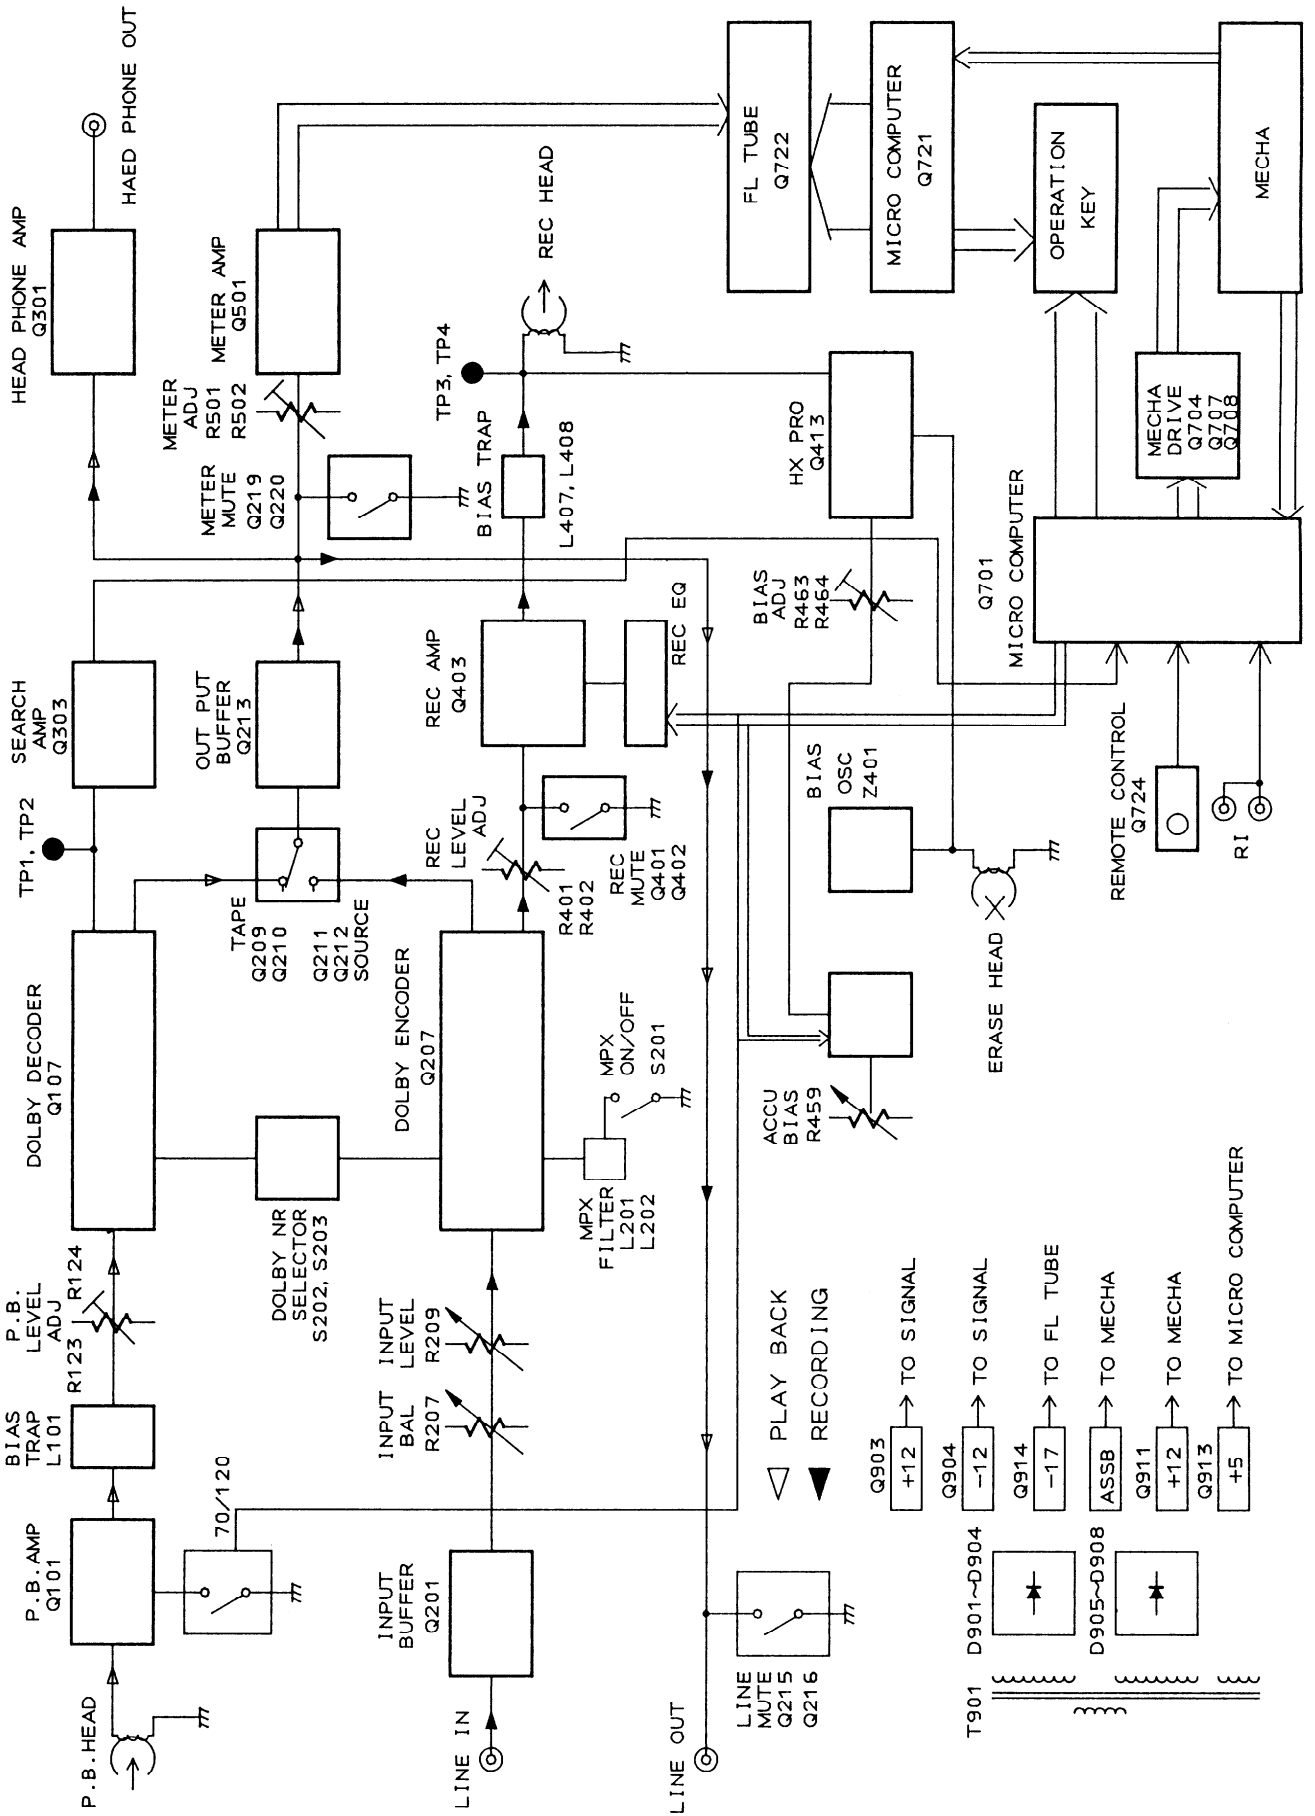 P.B.HEAD
P.B.AMP
Q101
70/120
BIAS
TRAP
L101
P.B.
LEVEL
ADJ
R123 R124
DOLBY DECODER
Q107
TP1, TP2
SEARCH
AMP
Q303
HEAD PHONE AMP
Q301
HAED PHONE OUT
DOLBY NR
SELECTOR
S202, S203
TAPE
Q209
Q210
Q211
Q212
SOURCE
OUT PUT
BUFFER
Q213
METER
MUTE
Q219
Q220
METER
ADJ
R501
R502
METER AMP
Q501
LINE IN
INPUT
BUFFER
Q201
INPUT
BAL
R207
INPUT
LEVEL
R209
DOLBY ENCODER
Q207
MPX
FILTER
L201
L202
MPX
ON/OFF
S201
REC
LEVEL
ADJ
R401
R402
REC
MUTE
Q401
Q402
REC AMP
Q403
REC EQ
BIAS TRAP
L407, L408
TP3, TP4
REC HEAD
LINE OUT
LINE
MUTE
Q215
Q216
PLAY BACK
RECORDING
ACCU
BIAS
R459
BIAS
OSC
Z401
BIAS
ADJ
R463
R464
HX PRO
Q413
ERASE HEAD
FL TUBE
Q722
MICRO COMPUTER
Q721
OPERATION
KEY
MECHA
MECHA
DRIVE
Q704
Q707
Q708
Q701
MICRO COMPUTER
REMOTE CONTROL
Q724
RI
T901
D901~D904
D905~D908
Q903
+12
TO SIGNAL
Q904
-12
TO SIGNAL
Q914
-17
TO FL TUBE
ASSB
TO MECHA
Q911
+12
TO MECHA
Q913
+5
TO MICRO COMPUTER